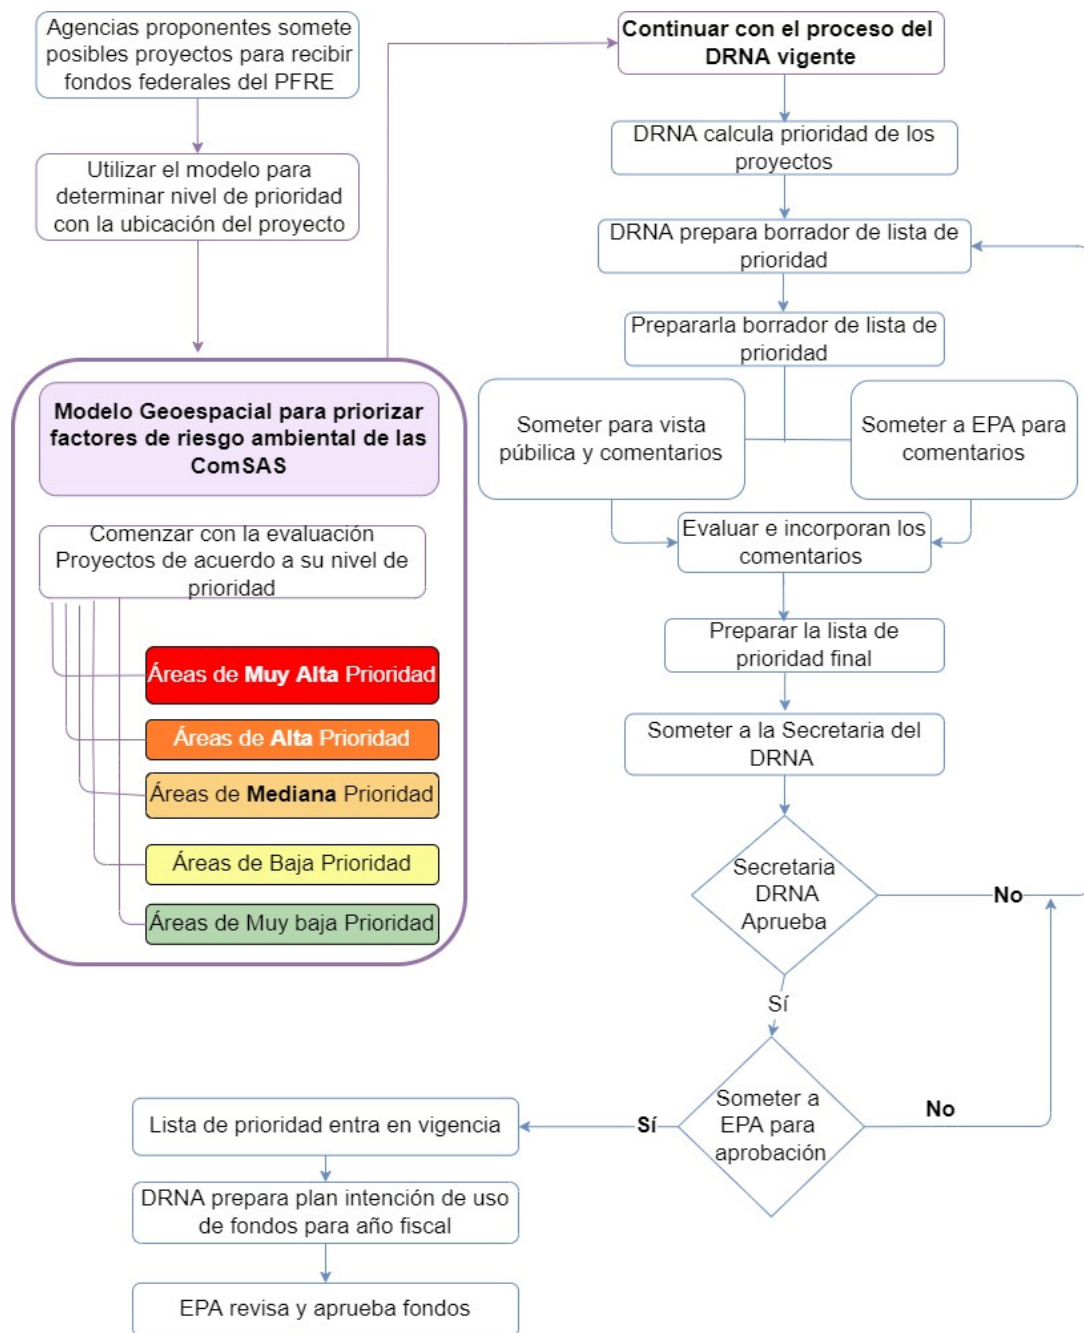 Agencias proponentes somete
posibles proyectos para recibir
fondos federales del PFRE
Utilizar el modelo para
determinar nivel de prioridad
con la ubicación del proyecto
Modelo Geoespacial para priorizar
factores de riesgo ambiental de las
ComSAS
Comenzar con la evaluación
Proyectos de acuerdo a su nivel de
prioridad
Áreas de Muy Alta Prioridad
Áreas de Alta Prioridad
Áreas de Mediana Prioridad
Áreas de Baja Prioridad
Áreas de Muy baja Prioridad
Continuar con el proceso del
DRNA vigente
DRNA calcula prioridad de los
proyectos
DRNA prepara borrador de lista de
prioridad
Prepararla borrador de lista de
prioridad
Someter para vista
púbilica y comentarios
Someter a EPA para
comentarios
Evaluar e incorporan los
comentarios
Preparar la lista de
prioridad final
Someter a la Secretaria del
DRNA
Secretaria
DRNA
Aprueba
No
Sí
Someter a
EPA para
aprobación
No
Sí
Lista de prioridad entra en vigencia
DRNA prepara plan intención de uso
de fondos para año fiscal
EPA revisa y aprueba fondos